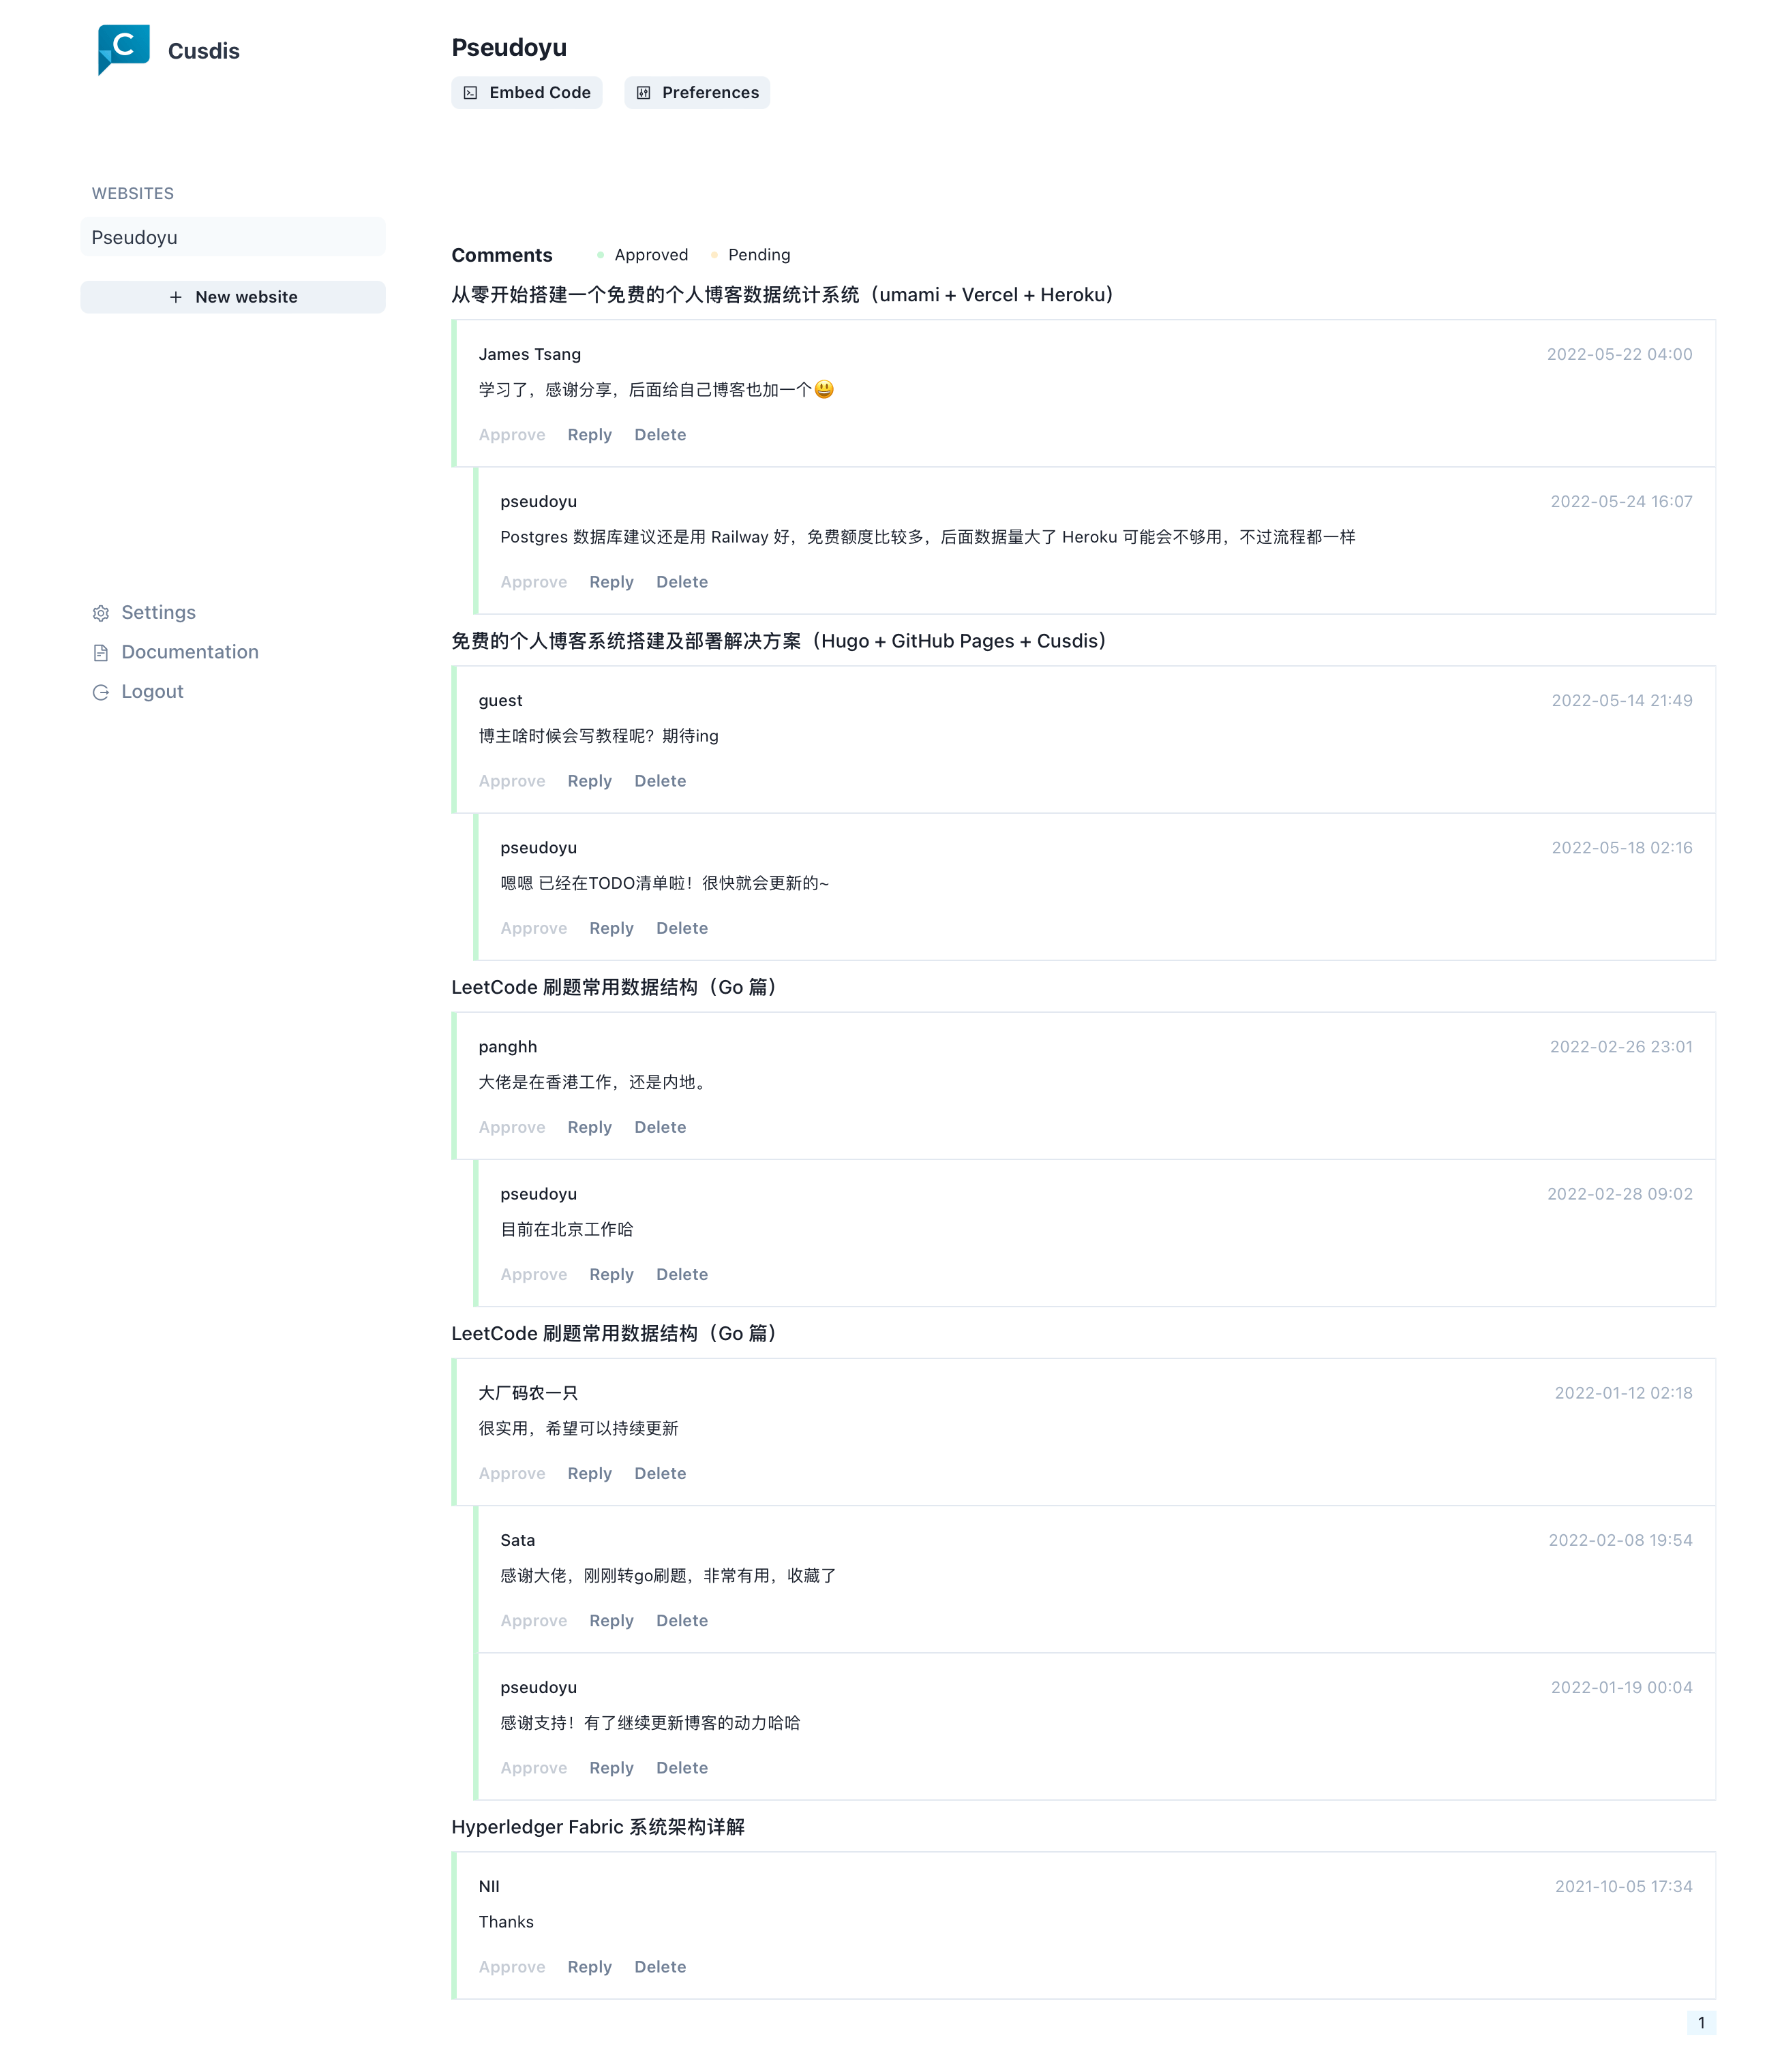 Cusdis
WEBSITES
Pseudoyu
+ New website
Settings
Documentation
Logout
Pseudoyu
Embed Code Preferences
Comments Approved Pending
从零开始搭建一个免费的个人博客数据统计系统（umami + Vercel + Heroku）
James Tsang 2022-05-22 04:00
学习了，感谢分享，后面给自己博客也加一个😃
Approve Reply Delete
pseudoyu 2022-05-24 16:07
Postgres 数据库建议还是用 Railway 好，免费额度比较多，后面数据量大了 Heroku 可能会不够用，不过流程都一样
Approve Reply Delete
免费的个人博客系统搭建及部署解决方案（Hugo + GitHub Pages + Cusdis）
guest 2022-05-14 21:49
博主啥时候会写教程呢？期待ing
Approve Reply Delete
pseudoyu 2022-05-18 02:16
嗯嗯 已经在TODO清单啦！很快就会更新的~
Approve Reply Delete
LeetCode 刷题常用数据结构（Go 篇）
panghh 2022-02-26 23:01
大佬是在香港工作，还是内地。
Approve Reply Delete
pseudoyu 2022-02-28 09:02
目前在北京工作哈
Approve Reply Delete
LeetCode 刷题常用数据结构（Go 篇）
大厂码农一只 2022-01-12 02:18
很实用，希望可以持续更新
Approve Reply Delete
Sata 2022-02-08 19:54
感谢大佬，刚刚转go刷题，非常有用，收藏了
Approve Reply Delete
pseudoyu 2022-01-19 00:04
感谢支持！有了继续更新博客的动力哈哈
Approve Reply Delete
Hyperledger Fabric 系统架构详解
NII 2021-10-05 17:34
Thanks
Approve Reply Delete
1